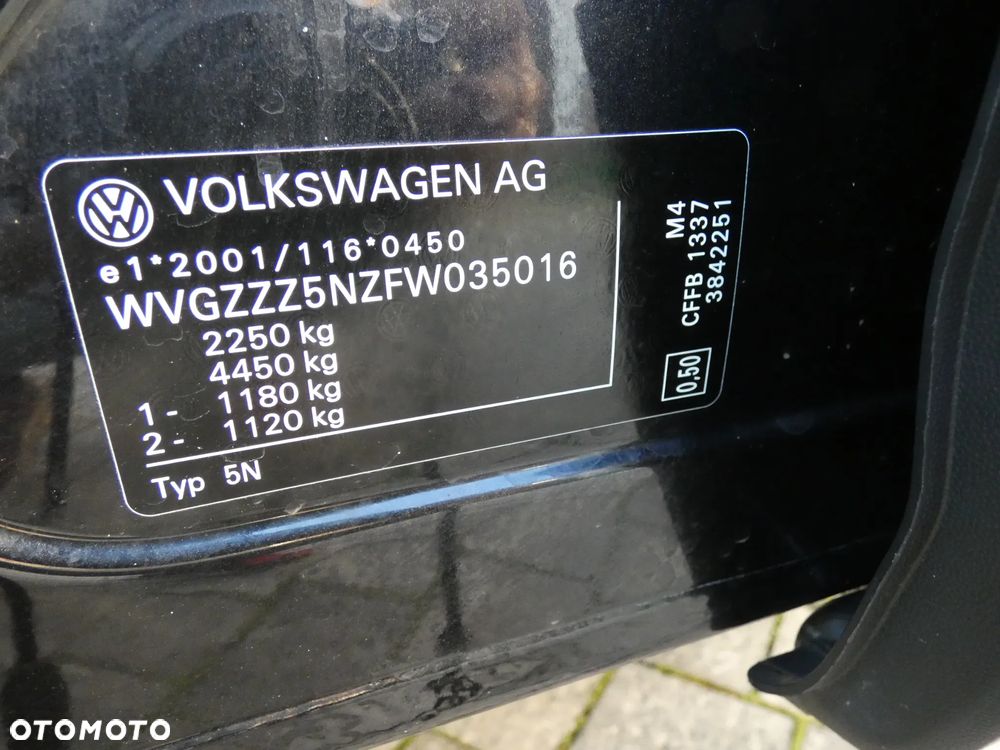 VOLKSWAGEN AG
e1*2001/116*0450
WVGZZZ5NZFW035016
2250 kg
4450 kg
1 - 1180 kg
2 - 1120 kg
Typ 5N
M4
CFFB 1337
3842251
0,50
OTOMOTO